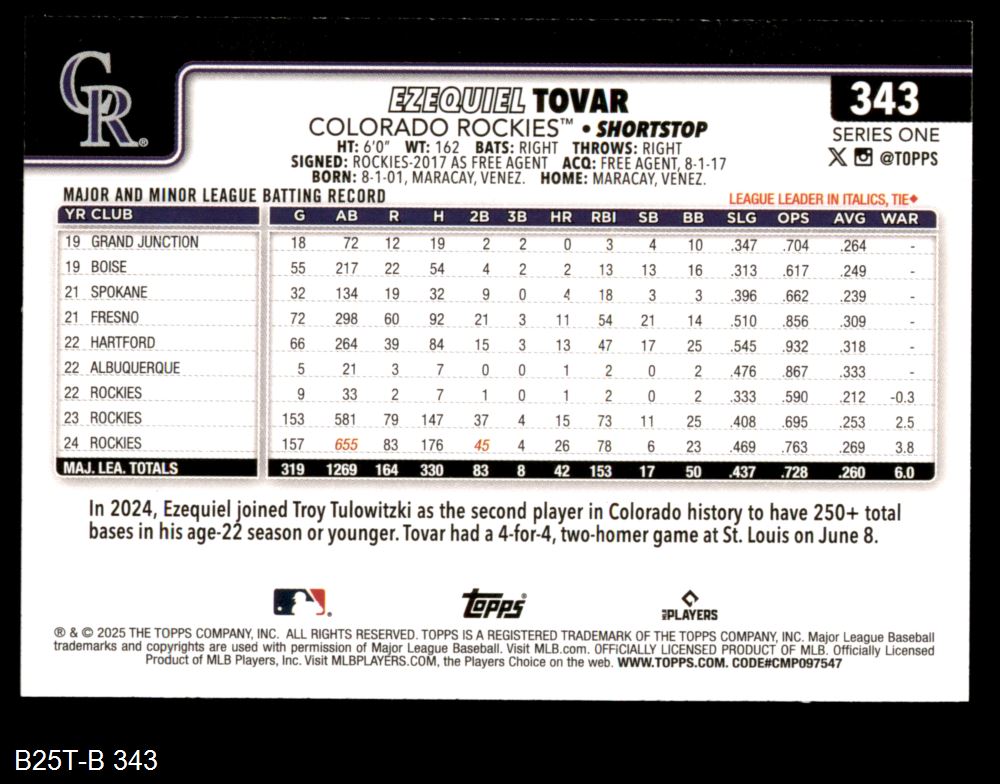 CR®
EZEQUIEL TOVAR
343
COLORADO ROCKIES™ • SHORTSTOP
SERIES ONE
HT: 6'0" WT: 162 BATS: RIGHT THROWS: RIGHT
@TOPPS
SIGNED: ROCKIES-2017 AS FREE AGENT ACQ: FREE AGENT, 8-1-17
BORN: 8-1-01, MARACAY, VENEZ. HOME: MARACAY, VENEZ.
MAJOR AND MINOR LEAGUE BATTING RECORD
LEAGUE LEADER IN ITALICS, TIE♦
YR CLUB G AB R H 2B 3B HR RBI SB BB SLG OPS AVG WAR
19 GRAND JUNCTION 18 72 12 19 2 2 0 3 4 10 .347 .704 .264 -
19 BOISE 55 217 22 54 4 2 2 13 13 16 .313 .617 .249 -
21 SPOKANE 32 134 19 32 9 0 4 18 3 3 .396 .662 .239 -
21 FRESNO 72 298 60 92 21 3 11 54 21 14 .510 .856 .309 -
22 HARTFORD 66 264 39 84 15 3 13 47 17 25 .545 .932 .318 -
22 ALBUQUERQUE 5 21 3 7 0 0 1 2 0 2 .476 .867 .333 -
22 ROCKIES 9 33 2 7 1 0 1 2 0 2 .333 .590 .212 -0.3
23 ROCKIES 153 581 79 147 37 4 15 73 11 25 .408 .695 .253 2.5
24 ROCKIES 157 655 83 176 45 4 26 78 6 23 .469 .763 .269 3.8
MAJ. LEA. TOTALS 319 1269 164 330 83 8 42 153 17 50 .437 .728 .260 6.0
In 2024, Ezequiel joined Troy Tulowitzki as the second player in Colorado history to have 250+ total
bases in his age-22 season or younger. Tovar had a 4-for-4, two-homer game at St. Louis on June 8.
Topps®
MLB PLAYERS
® & © 2025 THE TOPPS COMPANY, INC. ALL RIGHTS RESERVED. TOPPS IS A REGISTERED TRADEMARK OF THE TOPPS COMPANY, INC. Major League Baseball
trademarks and copyrights are used with permission of Major League Baseball. Visit MLB.com. OFFICIALLY LICENSED PRODUCT OF MLB. Officially Licensed
Product of MLB Players, Inc. Visit MLBPLAYERS.COM, the Players Choice on the web. WWW.TOPPS.COM. CODE#CMP097547
B25T-B 343